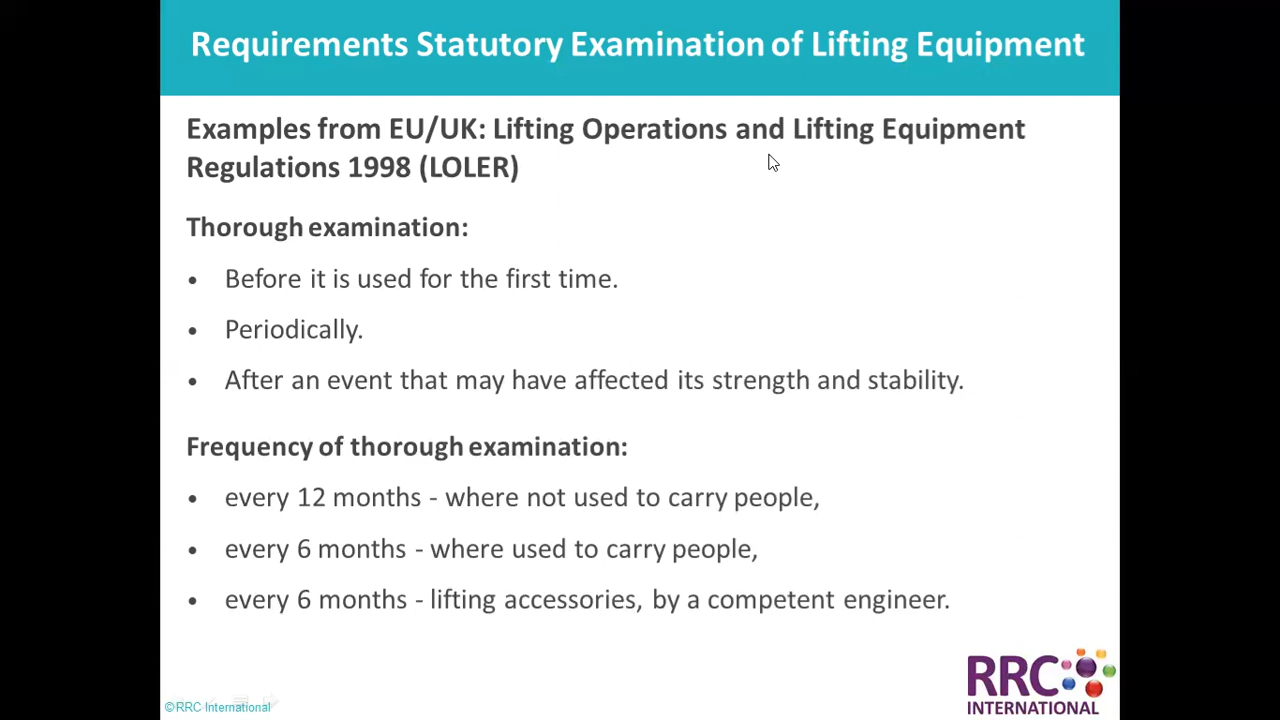 Requirements Statutory Examination of Lifting Equipment
Examples from EU/UK: Lifting Operations and Lifting Equipment
Regulations 1998 (LOLER)
Thorough examination:
• Before it is used for the first time.
• Periodically.
• After an event that may have affected its strength and stability.
Frequency of thorough examination:
• every 12 months - where not used to carry people,
• every 6 months - where used to carry people,
• every 6 months - lifting accessories, by a competent engineer.
RRC
INTERNATIONAL
©RRC International